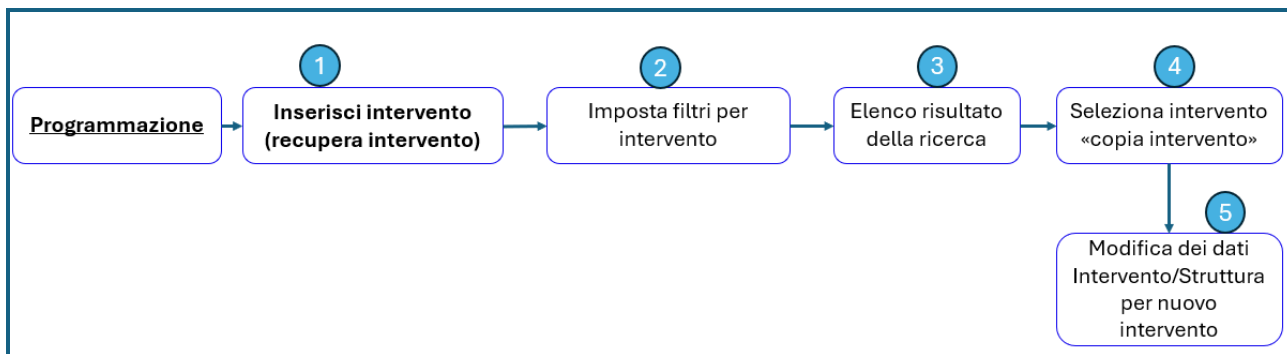 1
2
3
4
Programmazione
Inserisci intervento
(recupera intervento)
Imposta filtri per
intervento
Elenco risultato
della ricerca
Seleziona intervento
«copia intervento»
5
Modifica dei dati
Intervento/Struttura
per nuovo
intervento